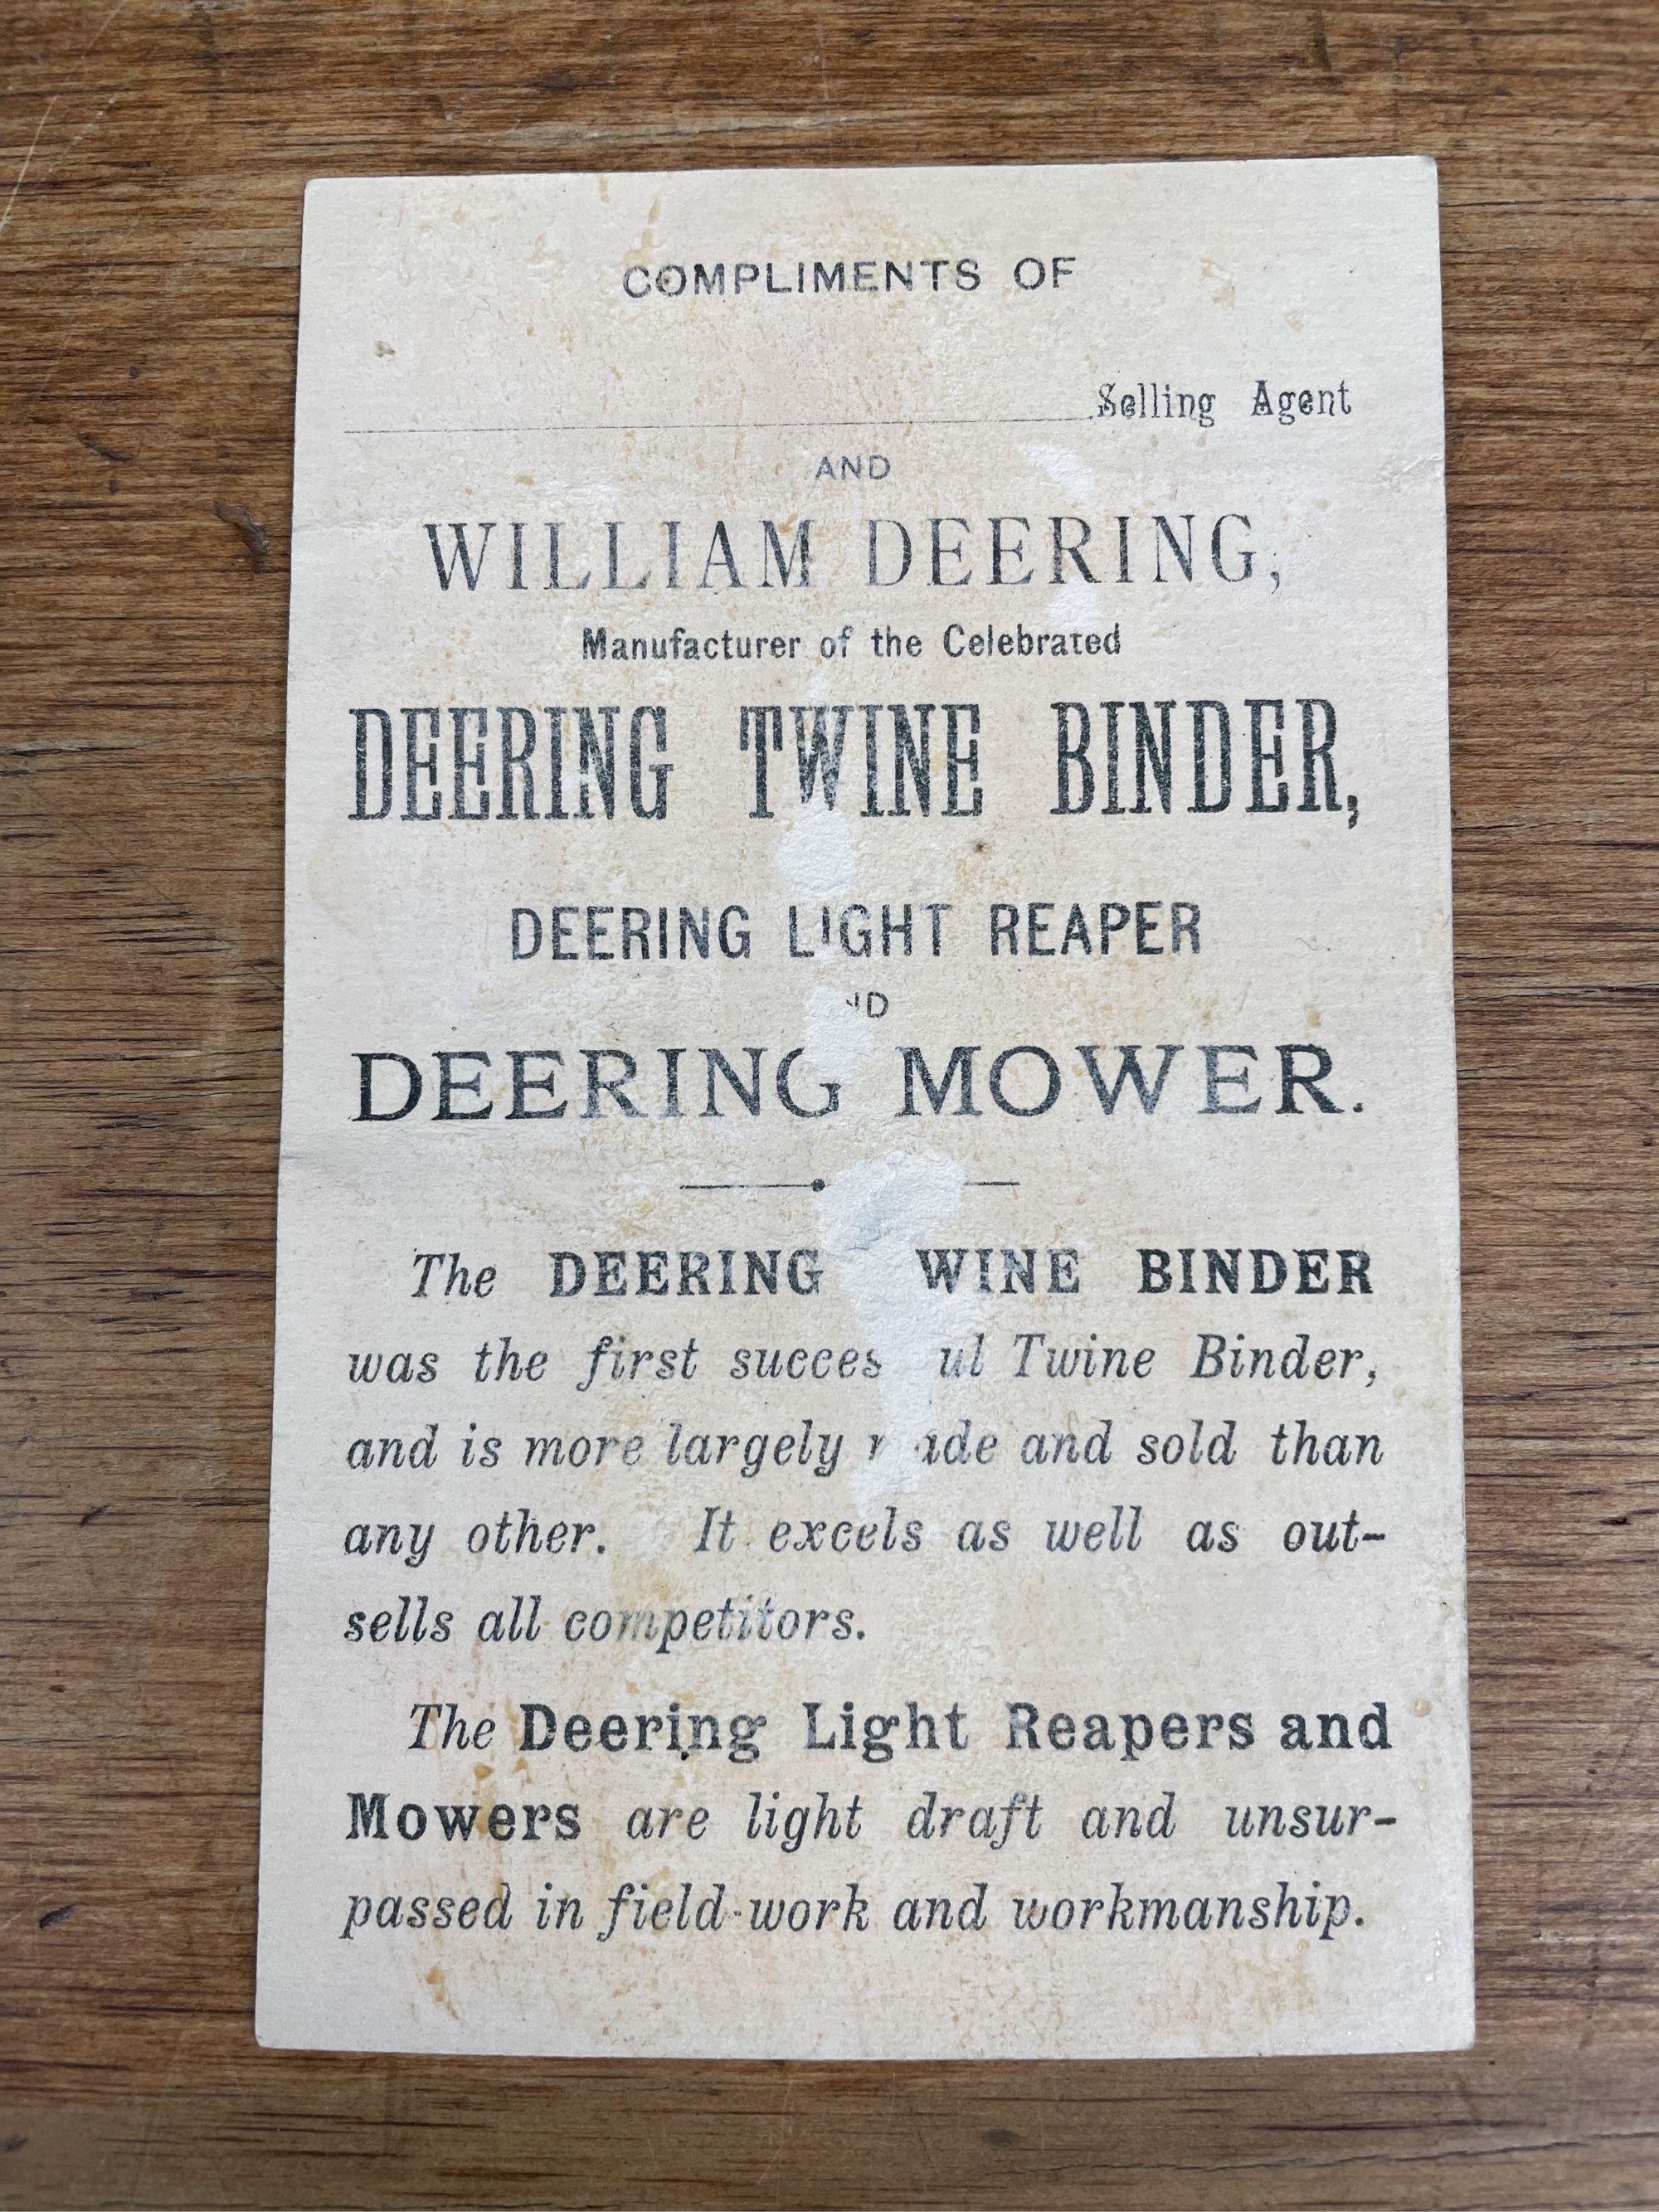 COMPLIMENTS OF
Selling Agent
AND
WILLIAM DEERING,
Manufacturer of the Celebrated
DEERING TWINE BINDER,
DEERING LIGHT REAPER
ND
DEERING MOWER.
The DEERING WINE BINDER
was the first succes ul Twine Binder,
and is more largely made and sold than
any other. It excels as well as out-
sells all competitors.
The Deering Light Reapers and
Mowers are light draft and unsur-
passed in field-work and workmanship.